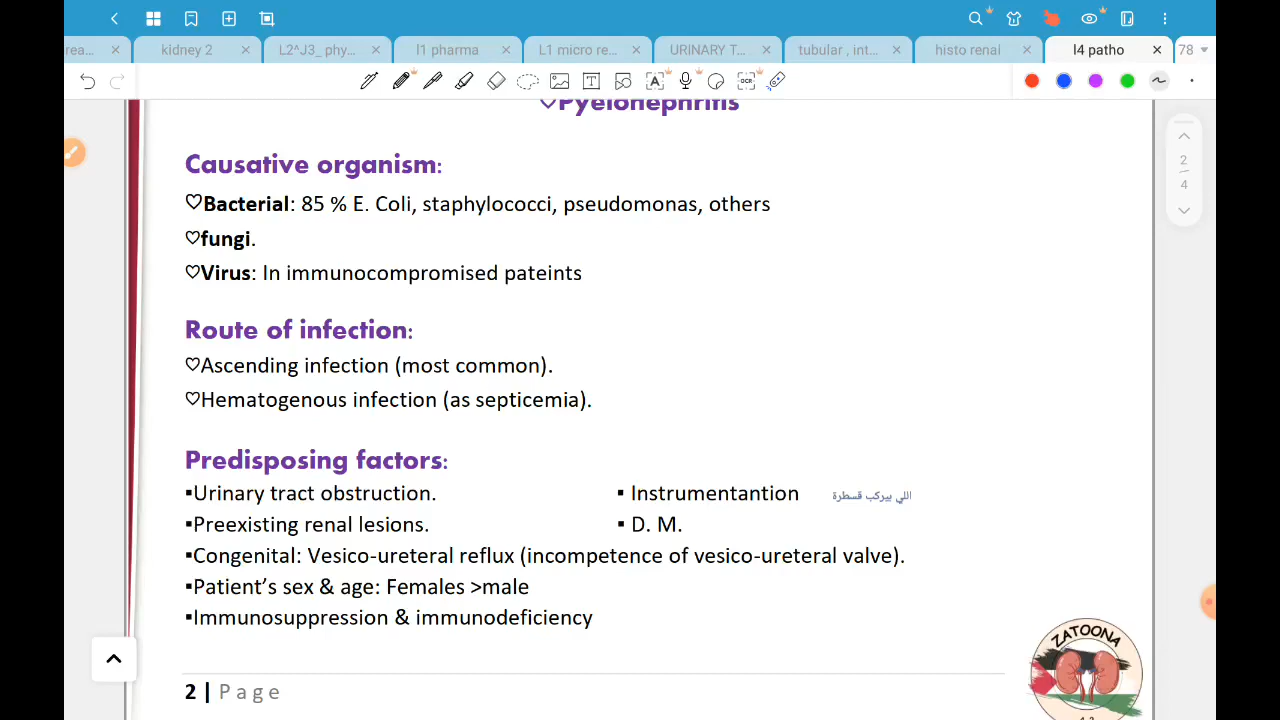 rea...
kidney 2
L2^J3_ phy...
l1 pharma
L1 micro re...
URINARY T...
tubular , int...
histo renal
l4 patho
78
OCR
Pyelonephritis
Causative organism:
♡Bacterial: 85 % E. Coli, staphylococci, pseudomonas, others
♡fungi.
♡Virus: In immunocompromised pateints
2
4
Route of infection:
♡Ascending infection (most common).
♡Hematogenous infection (as septicemia).
Predisposing factors:
▪Urinary tract obstruction.
▪ Instrumentantion اللي بيركب قسطرة
▪Preexisting renal lesions.
▪ D. M.
▪Congenital: Vesico-ureteral reflux (incompetence of vesico-ureteral valve).
▪Patient’s sex & age: Females >male
▪Immunosuppression & immunodeficiency
ZATOONA
2 | Page